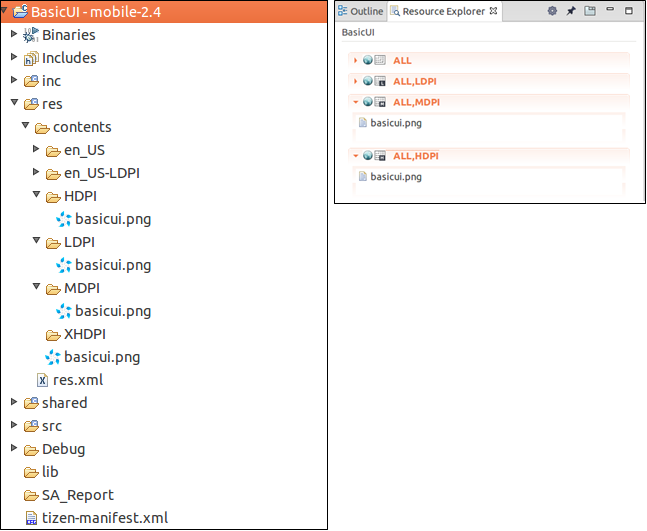 BasicUI - mobile-2.4
Binaries
Includes
inc
res
contents
en_US
en_US-LDPI
HDPI
basicui.png
LDPI
basicui.png
MDPI
basicui.png
XHDPI
basicui.png
res.xml
shared
src
Debug
lib
SA_Report
tizen-manifest.xml
Outline Resource Explorer
BasicUI
ALL
ALL,LDPI
ALL,MDPI
basicui.png
ALL,HDPI
basicui.png